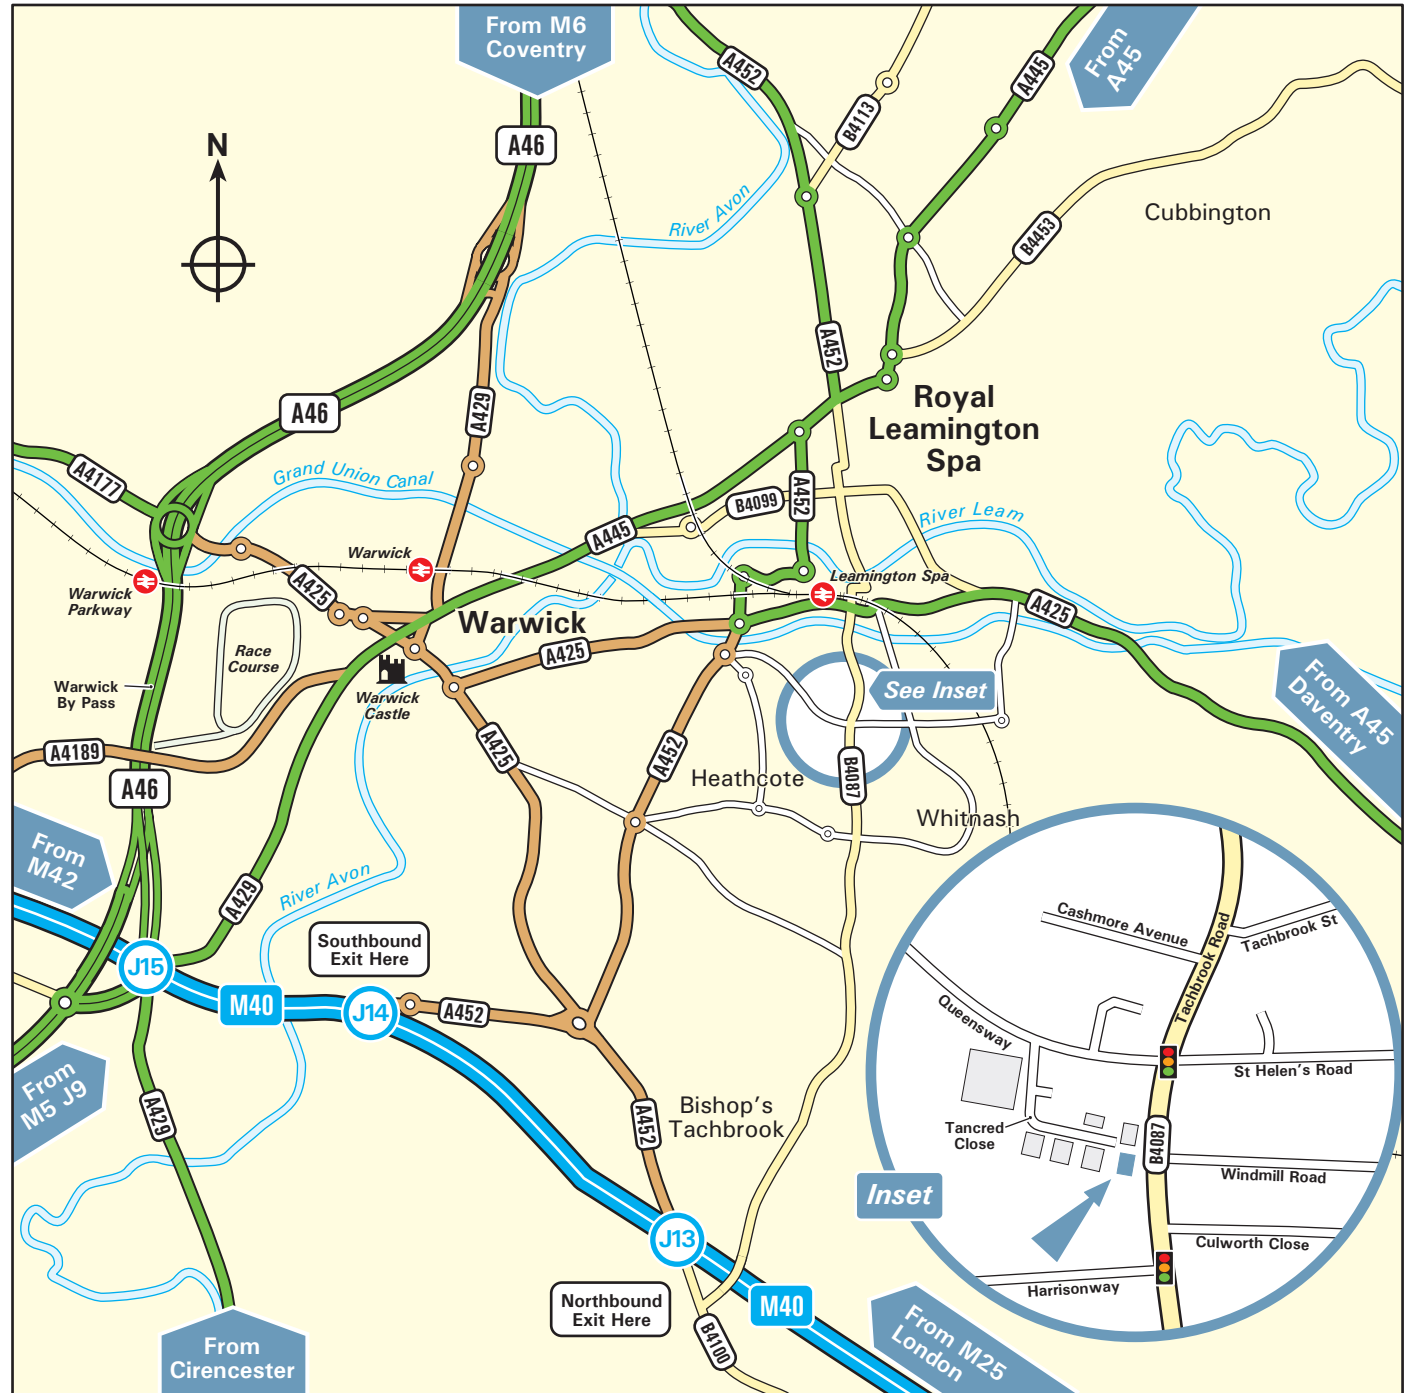 From M6
Coventry
From
A45
A452
A445
B4113
A46
N
River Avon
Cubbington
B4453
A452
A46
A429
Royal
Leamington
Spa
A4177
Grand Union Canal
A452
B4099
River Leam
A445
Warwick
Warwick
Parkway
A425
Leamington Spa
A425
Warwick
Race
Course
A425
Warwick
By Pass
Warwick
Castle
See Inset
From A45
Daventry
A4189
A425
A452
Heathcote
B4087
A46
Whitnash
From
M42
River Avon
A429
Southbound
Exit Here
J15
M40
J14
A452
From
M5 J9
A429
A452
Bishop's
Tachbrook
J13
Northbound
Exit Here
M40
B4100
From
Cirencester
From M25
London
Inset
Cashmore Avenue
Tachbrook Road
Tachbrook St
Queensway
St Helen's Road
Tancred
Close
B4087
Windmill Road
Culworth Close
Harrisonway